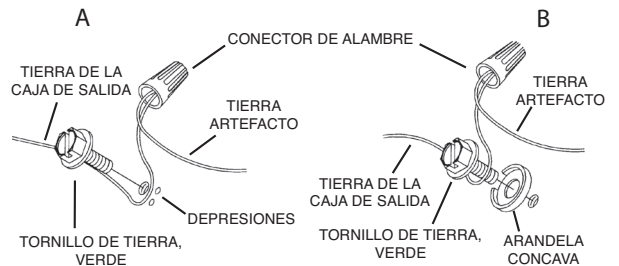 A
B
CONECTOR DE ALAMBRE
TIERRA DE LA
CAJA DE SALIDA
TIERRA
ARTEFACTO
DEPRESIONES
TORNILLO DE TIERRA,
VERDE
TIERRA
ARTEFACTO
TIERRA DE LA
CAJA DE SALIDA
TORNILLO DE TIERRA,
VERDE
ARANDELA
CONCAVA